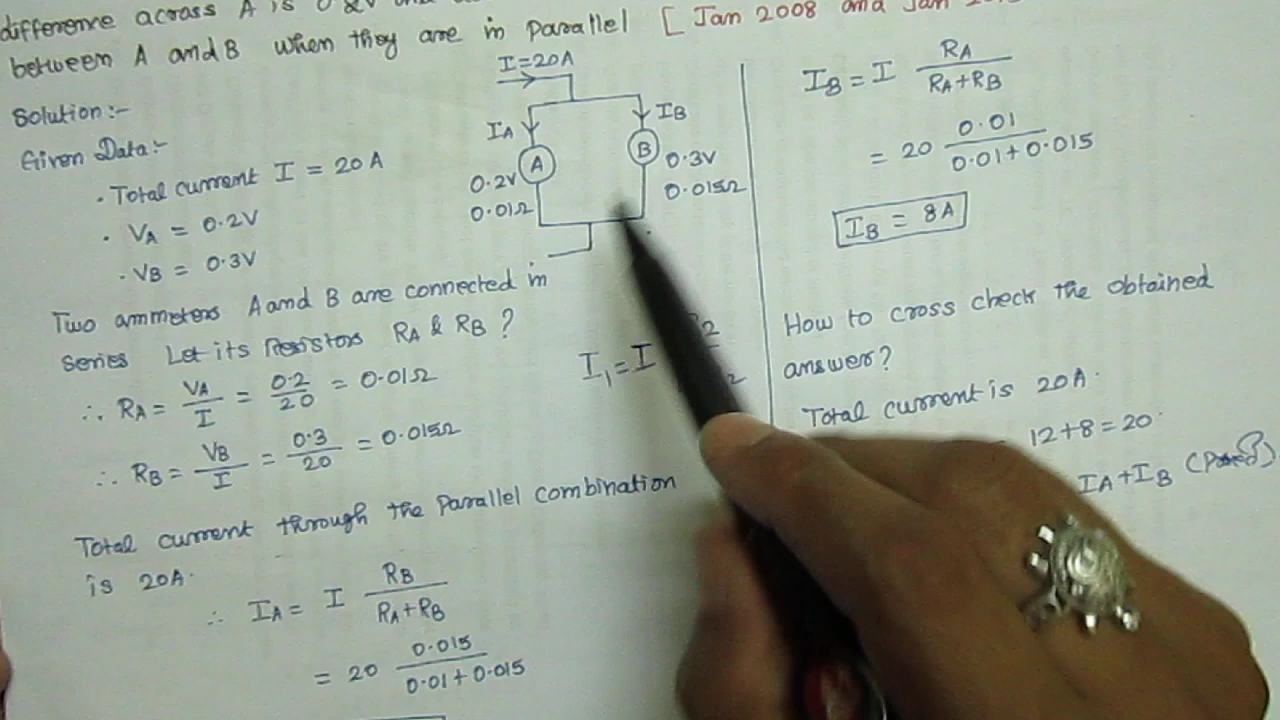 difference across A is
between A and B when they are in parallel [Jan 2008 and Jan
Solution :-
Given Data:-
· Total current I = 20A
· VA = 0.2V
· VB = 0.3V
I=20A
IA
IB
A
B
0.2V
0.01Ω
0.3V
0.015Ω
Two ammeters A and B are connected in
series Let its Resistors RA & RB ?
∴ RA = VA/I = 0.2/20 = 0.01Ω
∴ RB = VB/I = 0.3/20 = 0.015Ω
I1 = I
Total current through the parallel combination
is 20A.
∴ IA = I RB/RA+RB
= 20 0.015/0.01+0.015
IB = I RA/RA+RB
= 20 0.01/0.01+0.015
IB = 8A
How to cross check the obtained
answer?
Total current is 20A.
12+8=20
IA+IB